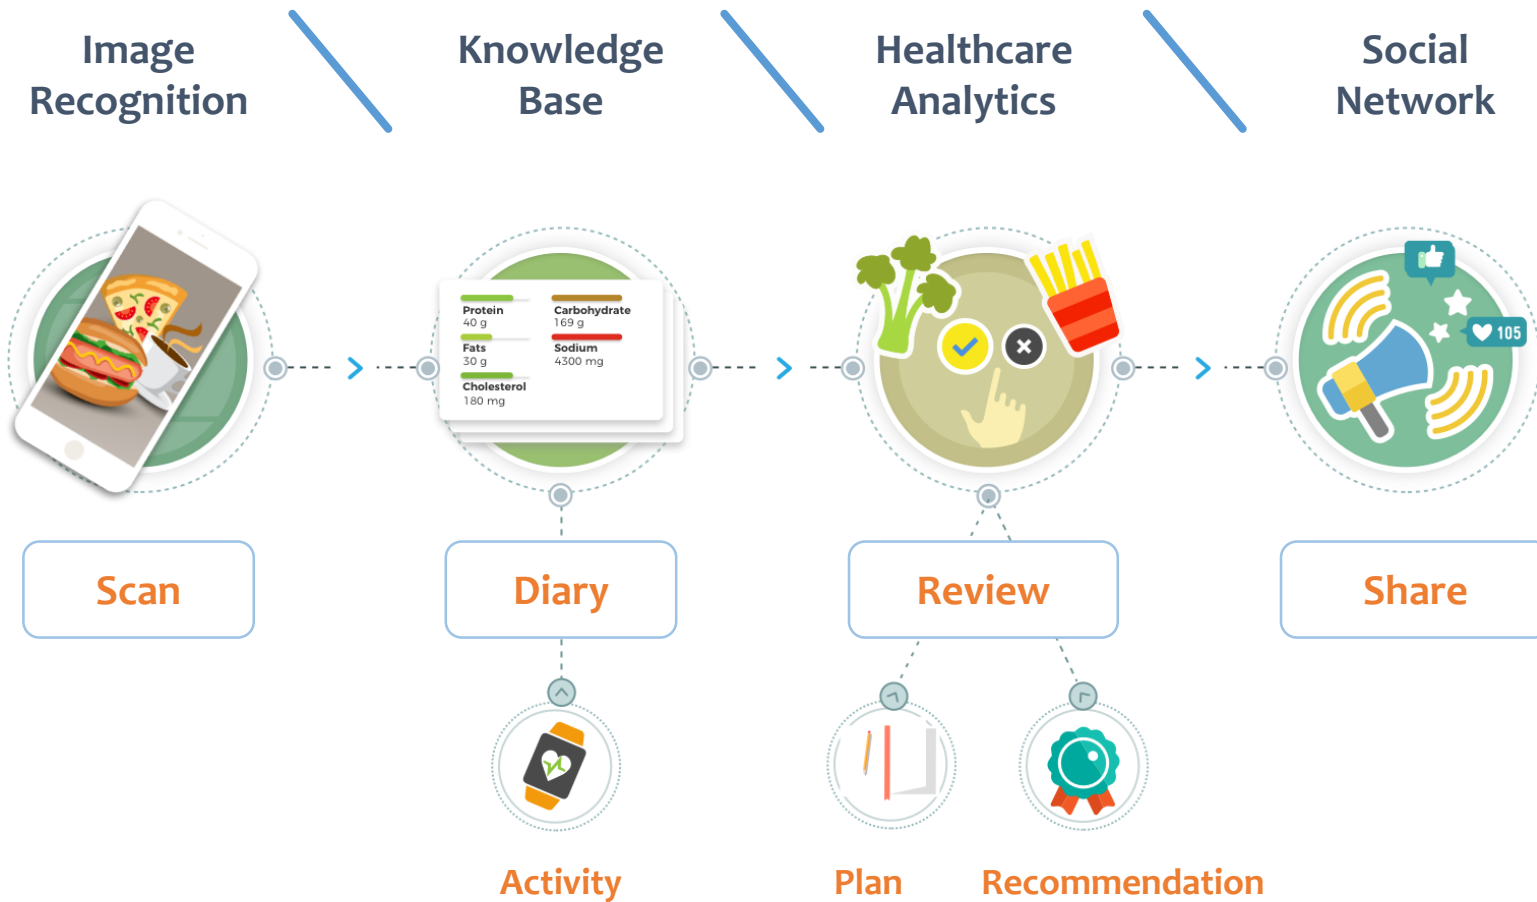 Image
Recognition
Knowledge
Base
Healthcare
Analytics
Social
Network
Protein
40 g
Carbohydrate
169 g
Fats
30 g
Sodium
4300 mg
Cholesterol
180 mg
105
Scan
Diary
Review
Share
Activity
Plan
Recommendation